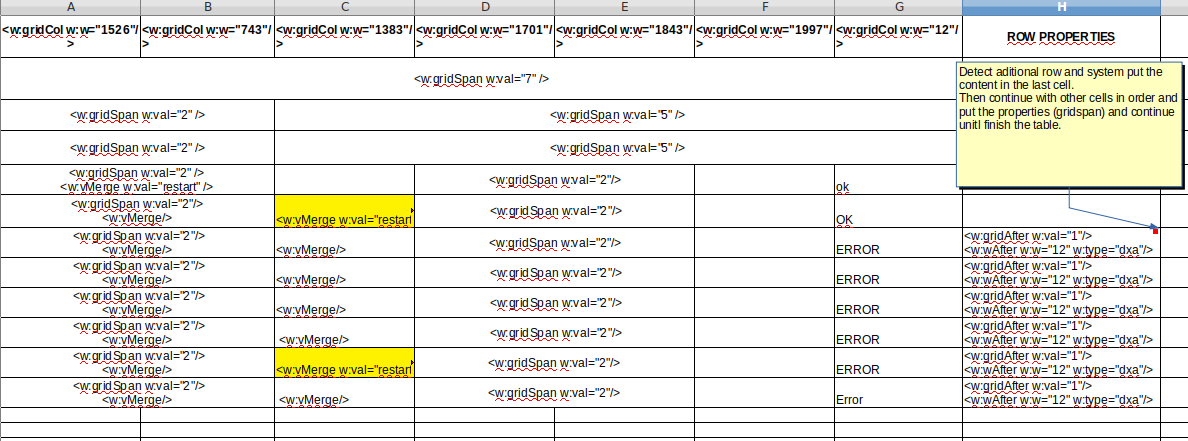 A B C D E F G H
<w:gridCol w:w="1526"/ <w:gridCol w:w="743"/ <w:gridCol w:w="1383"/ <w:gridCol w:w="1701"/ <w:gridCol w:w="1843"/ <w:gridCol w:w="1997"/ <w:gridCol w:w="12"/
> > > > > > > ROW PROPERTIES
<w:gridSpan w:val="7" />
Detect aditional row and system put the
content in the last cell.
Then continue with other cells in order and
put the properties (gridspan) and continue
unitl finish the table.
<w:gridSpan w:val="2" /> <w:gridSpan w:val="5" />
<w:gridSpan w:val="2" /> <w:gridSpan w:val="5" />
<w:gridSpan w:val="2" />
<w:vMerge w:val="restart" /> <w:gridSpan w:val="2"/> ok
<w:gridSpan w:val="2"/>
<w:vMerge/> <w:vMerge w:val="restart <w:gridSpan w:val="2"/> OK
<w:gridSpan w:val="2"/> <w:gridAfter w:val="1"/>
<w:vMerge/> <w:vMerge/> <w:gridSpan w:val="2"/> ERROR <w:wAfter w:w="12" w:type="dxa"/>
<w:gridSpan w:val="2"/> <w:gridAfter w:val="1"/>
<w:vMerge/> <w:vMerge/> <w:gridSpan w:val="2"/> ERROR <w:wAfter w:w="12" w:type="dxa"/>
<w:gridSpan w:val="2"/> <w:gridAfter w:val="1"/>
<w:vMerge/> <w:vMerge/> <w:gridSpan w:val="2"/> ERROR <w:wAfter w:w="12" w:type="dxa"/>
<w:gridSpan w:val="2"/> <w:gridAfter w:val="1"/>
<w:vMerge/> <w:vMerge/> <w:gridSpan w:val="2"/> ERROR <w:wAfter w:w="12" w:type="dxa"/>
<w:gridSpan w:val="2"/> <w:gridAfter w:val="1"/>
<w:vMerge/> <w:vMerge w:val="restart <w:gridSpan w:val="2"/> ERROR <w:wAfter w:w="12" w:type="dxa"/>
<w:gridSpan w:val="2"/> <w:gridAfter w:val="1"/>
<w:vMerge/> <w:vMerge/> <w:gridSpan w:val="2"/> Error <w:wAfter w:w="12" w:type="dxa"/>